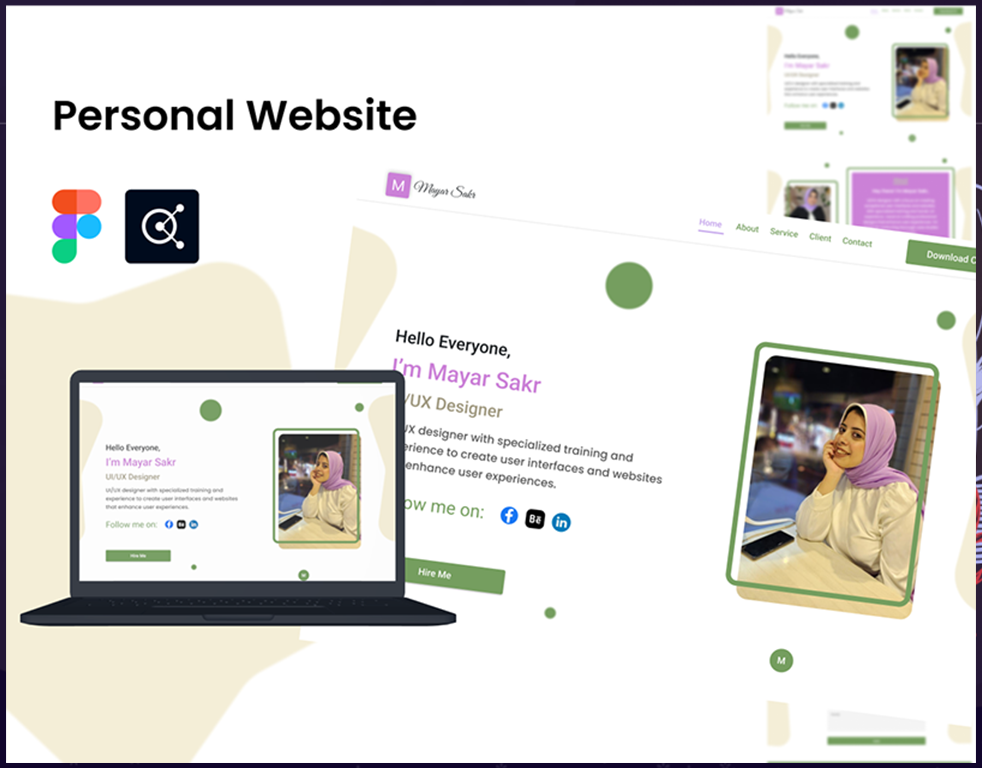 Personal Website
M Mayar Sakr
Home About Service Client Contact Download C
Hello Everyone,
I'm Mayar Sakr
/UX Designer
UX designer with specialized training and
erience to create user interfaces and websites
enhance user experiences.
ow me on:
Bē in
Hire Me
M
Hello Everyone,
I'm Mayar Sakr
UI/UX Designer
UI/UX designer with specialized training and
experience to create user interfaces and websites
that enhance user experiences.
Follow me on:
Hire Me
M
Hello Everyone,
I'm Mayar Sakr
UI/UX Designer
Follow me on: